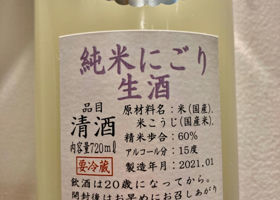 純米にごり
生酒
品目
清酒
内容量720ml
要冷蔵
原材料名：米(国産)、
米こうじ(国産米)、
精米歩合：60%
アルコール分：15度
製造年月：2021.01
飲酒は20歳になってから。
開封後はお早めにお召しあがり